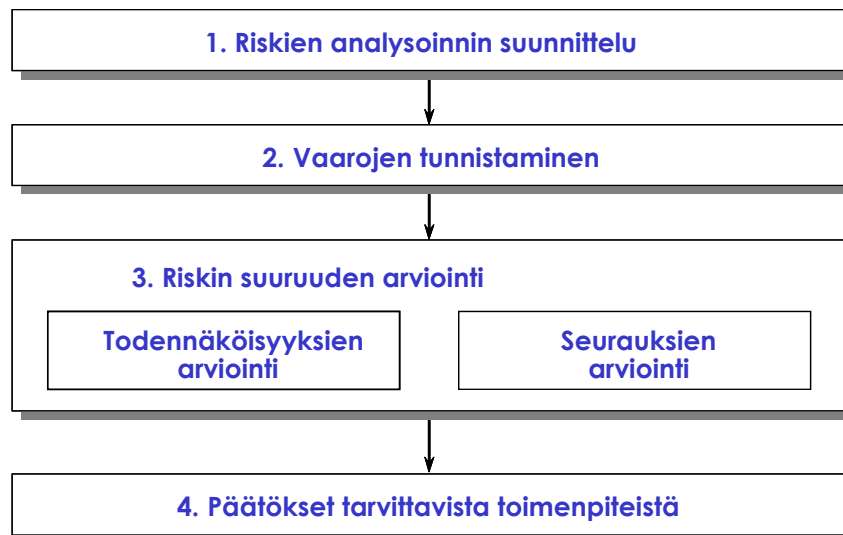 1. Riskien analysoinnin suunnittelu
2. Vaarojen tunnistaminen
3. Riskin suuruuden arviointi
Todennäköisyyksien
arviointi
Seurauksien
arviointi
4. Päätökset tarvittavista toimenpiteistä